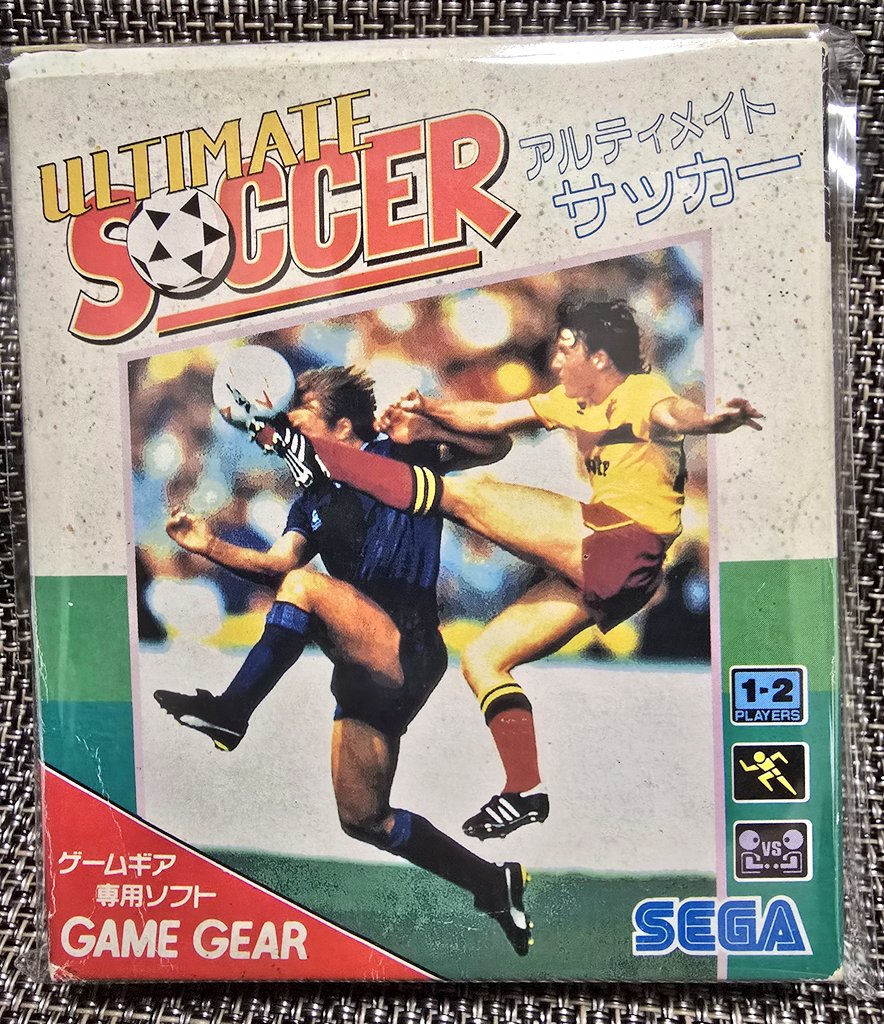 ULTIMATE
SOCCER
アルティメイト
サッカー
1-2
PLAYERS
VS
ゲームギア
専用ソフト
GAME GEAR
SEGA